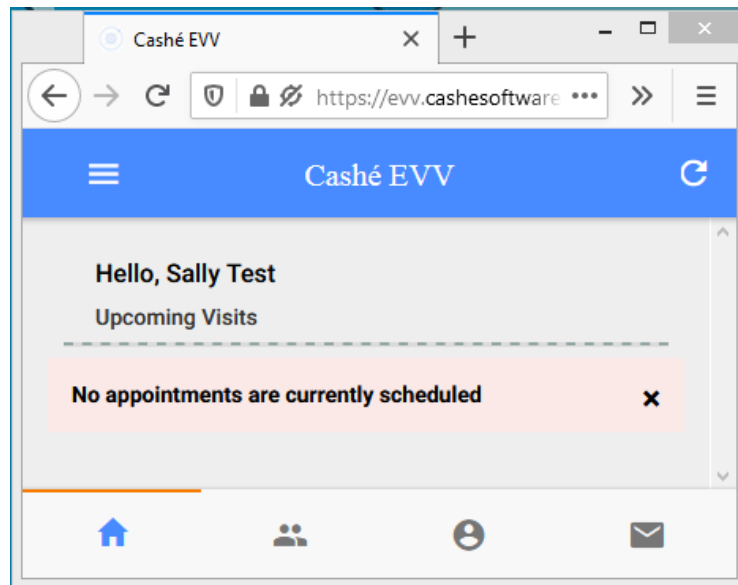 Cashé EVV
https://evv.cashesoftware
Cashé EVV
Hello, Sally Test
Upcoming Visits
No appointments are currently scheduled